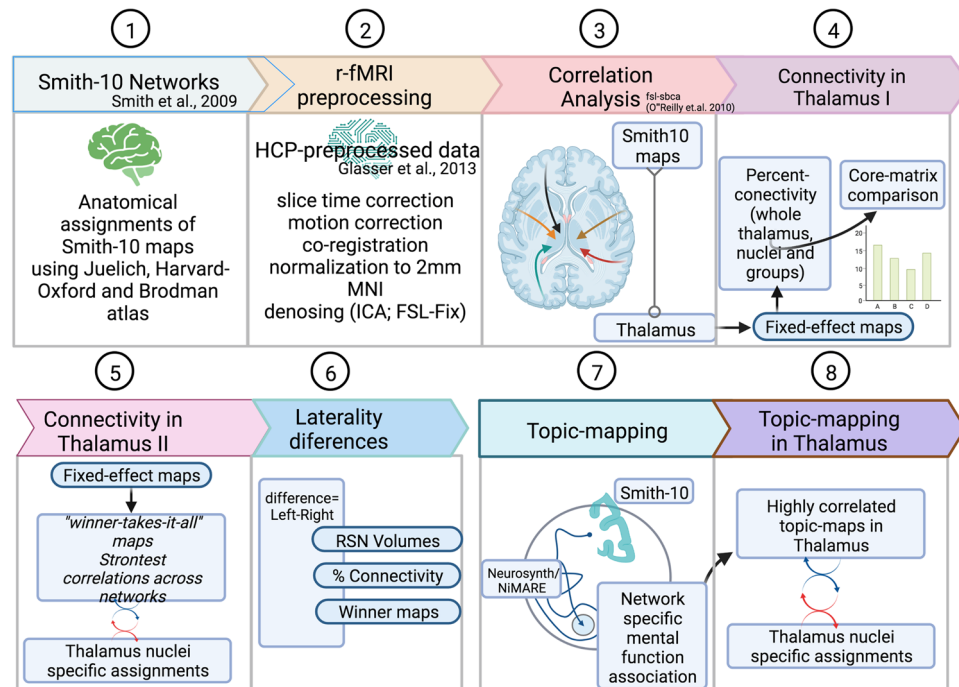 1
2
3
4
Smith-10 Networks
Smith et al., 2009
r-fMRI
preprocessing
Correlation
Analysis
fsl-sbca
(O"Reilly et.al. 2010)
Connectivity in
Thalamus I
Anatomical
assignments of
Smith-10 maps
using Juelich, Harvard-
Oxford and Brodman
atlas
HCP-preprocessed data
Glasser et al., 2013
slice time correction
motion correction
co-registration
normalization to 2mm
MNI
denosing (ICA; FSL-Fix)
Smith10
maps
Thalamus
Percent-
conectivity
(whole
thalamus,
nuclei and
groups)
Core-matrix
comparison
20
15
10
5
0
A B C D
Fixed-effect maps
5
6
7
8
Connectivity in
Thalamus II
Laterality
diferences
Topic-mapping
Topic-mapping
in Thalamus
Fixed-effect maps
"winner-takes-it-all"
maps
Strontest
correlations across
networks
Thalamus nuclei
specific assignments
difference=
Left-Right
RSN Volumes
% Connectivity
Winner maps
Smith-10
Neurosynth/
NiMARE
Network
specific
mental
function
association
Highly correlated
topic-maps in
Thalamus
Thalamus nuclei
specific assignments